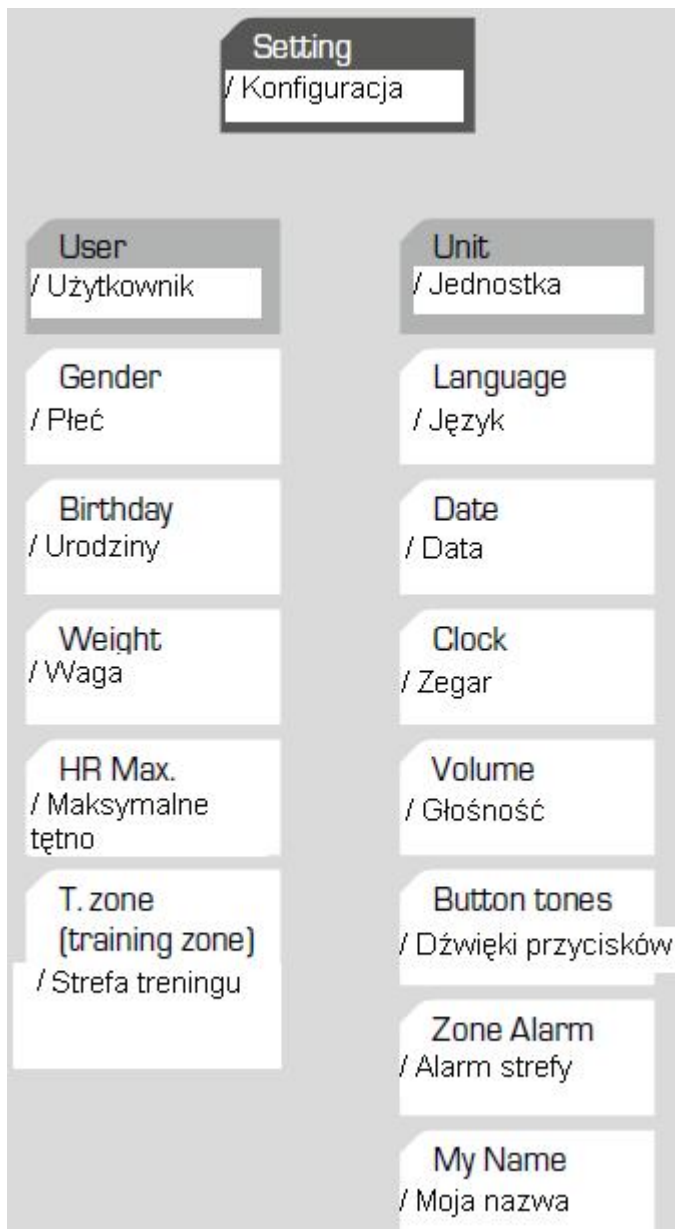 Setting
/ Konfiguracja
User
/ Użytkownik
Gender
/ Płeć
Birthday
/ Urodziny
Weight
/ Waga
HR Max.
/ Maksymalne
tętno
T. zone
(training zone)
/ Strefa treningu
Unit
/ Jednostka
Language
/ Język
Date
/ Data
Clock
/ Zegar
Volume
/ Głośność
Button tones
/ Dźwięki przycisków
Zone Alarm
/ Alarm strefy
My Name
/ Moja nazwa